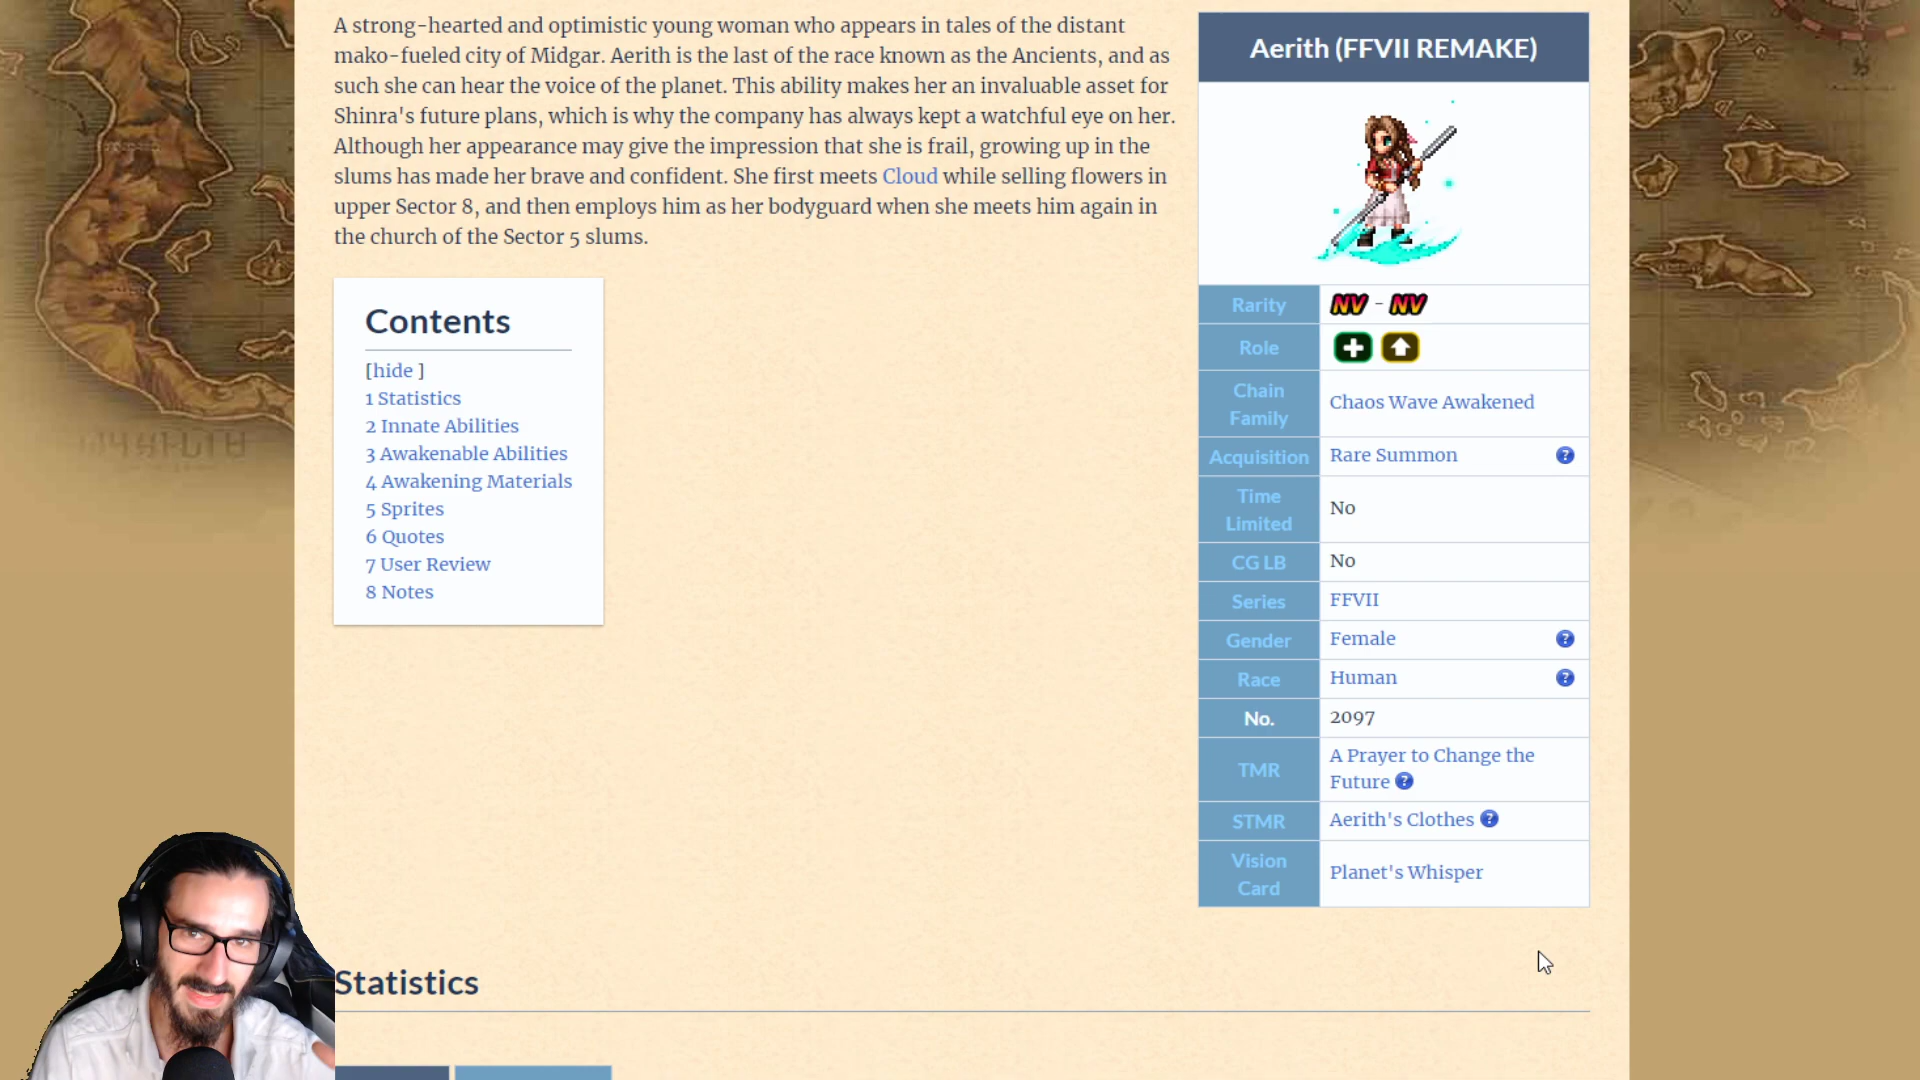 A strong-hearted and optimistic young woman who appears in tales of the distant
mako-fueled city of Midgar. Aerith is the last of the race known as the Ancients, and as
such she can hear the voice of the planet. This ability makes her an invaluable asset for
Shinra's future plans, which is why the company has always kept a watchful eye on her.
Although her appearance may give the impression that she is frail, growing up in the
slums has made her brave and confident. She first meets Cloud while selling flowers in
upper Sector 8, and then employs him as her bodyguard when she meets him again in
the church of the Sector 5 slums.
Contents
[hide ]
1 Statistics
2 Innate Abilities
3 Awakenable Abilities
4 Awakening Materials
5 Sprites
6 Quotes
7 User Review
8 Notes
Aerith (FFVII REMAKE)
Rarity NV - NV
Role
Chain
Family
Chaos Wave Awakened
Acquisition Rare Summon ?
Time
Limited
No
CG LB No
Series FFVII
Gender Female ?
Race Human ?
No. 2097
TMR
A Prayer to Change the
Future ?
STMR Aerith's Clothes ?
Vision
Card
Planet's Whisper
Statistics